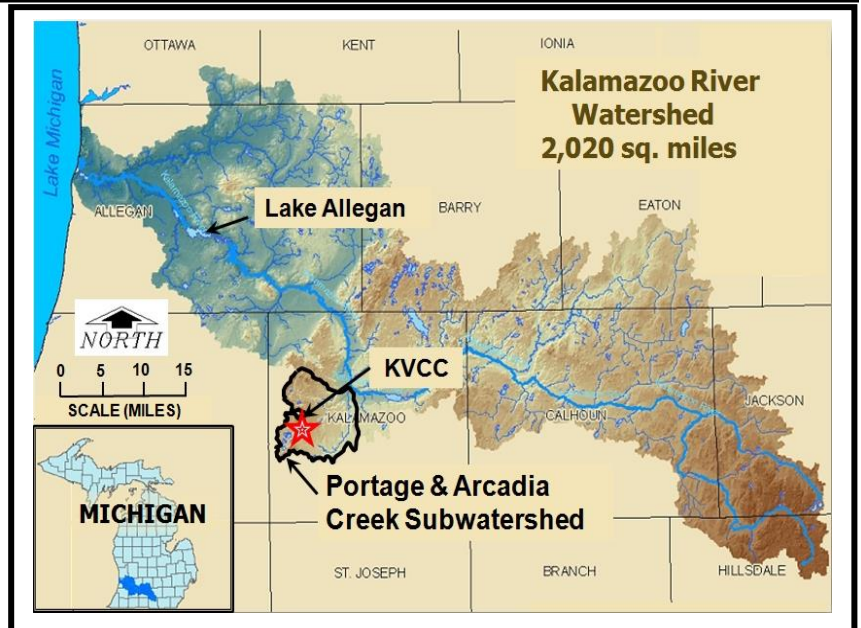 OTTAWA
KENT
IONIA
Kalamazoo River
Watershed
2,020 sq. miles
Lake Michigan
ALLEGAN
Lake Allegan
BARRY
EATON
NORTH
0 5 10 15
SCALE (MILES)
KVCC
KALAMAZOO
CALHOUN
JACKSON
Portage & Arcadia
Creek Subwatershed
MICHIGAN
ST. JOSEPH
BRANCH
HILLSDALE